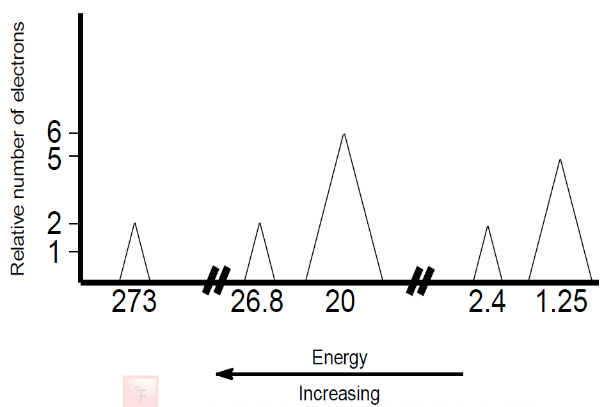 Relative number of electrons
6
5
2
1
273 26.8 20 2.4 1.25
Energy
Increasing
°F